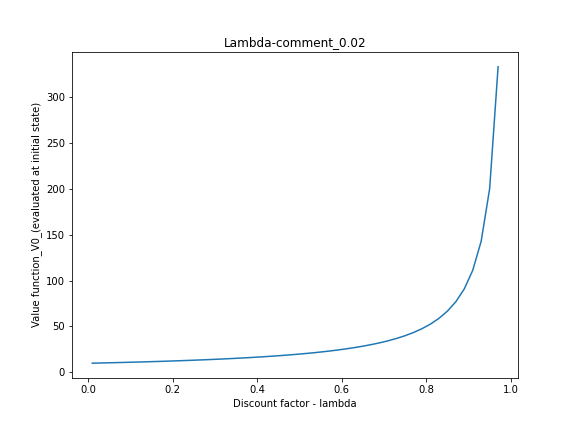 Lambda-comment_0.02
Value function_V0_(evaluated at initial state)
300
250
200
150
100
50
0
0.0 0.2 0.4 0.6 0.8 1.0
Discount factor - lambda